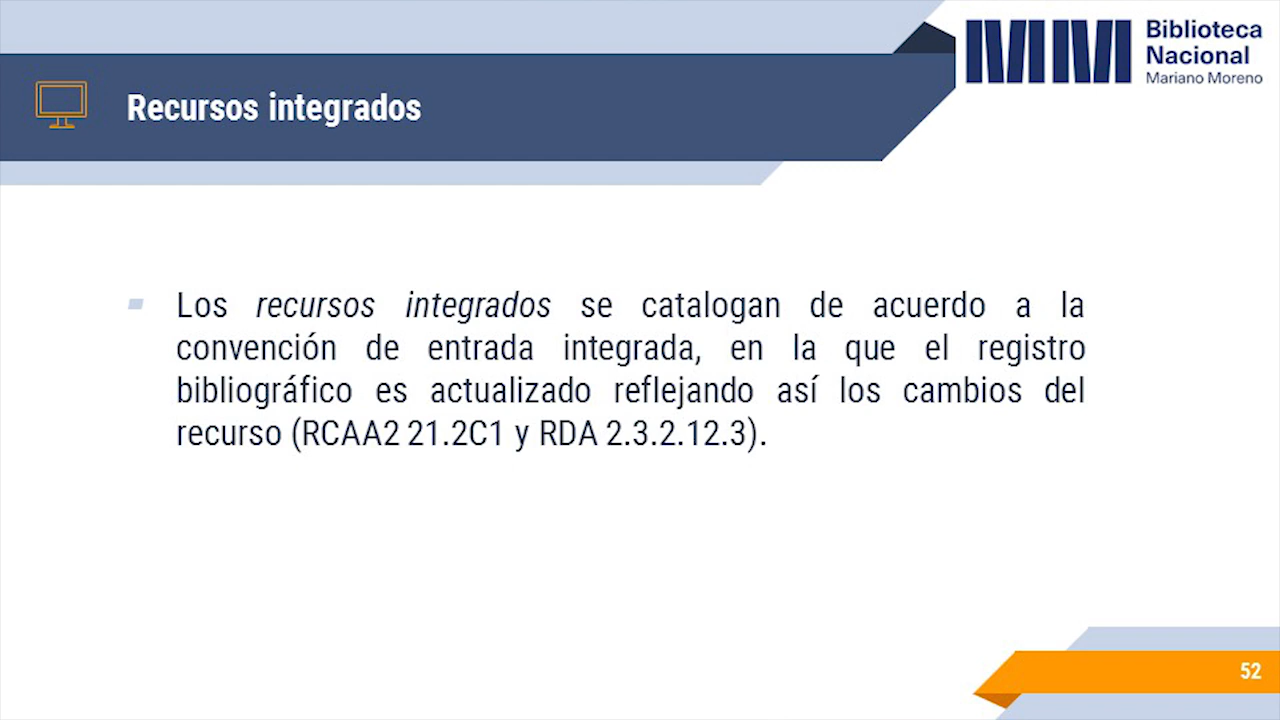 Biblioteca
Nacional
Mariano Moreno
Recursos integrados
Los recursos integrados se catalogan de acuerdo a la
convención de entrada integrada, en la que el registro
bibliográfico es actualizado reflejando así los cambios del
recurso (RCAA2 21.2C1 y RDA 2.3.2.12.3).
52